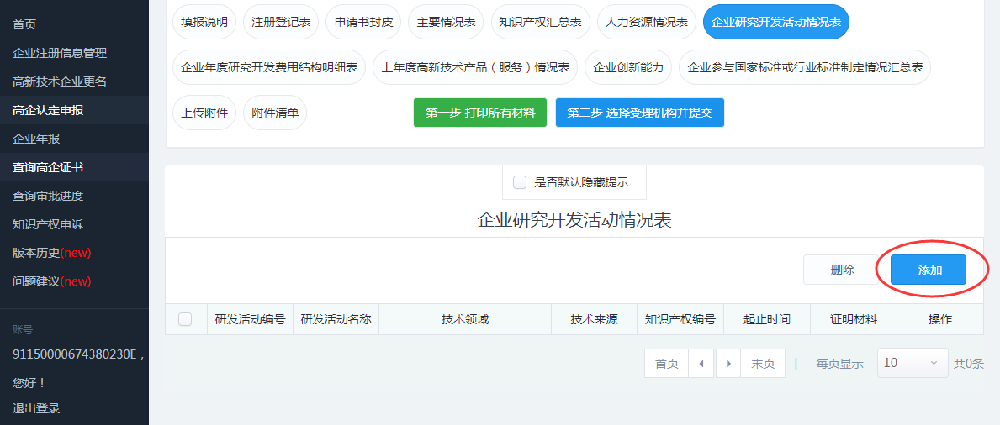 首页
企业注册信息管理
高新技术企业更名
高企认定申报
企业年报
查询高企证书
查询审批进度
知识产权申诉
版本历史(new)
问题建议(new)
账号
91150000674380230E，
您好！
退出登录
填报说明 注册登记表 申请书封皮 主要情况表 知识产权汇总表 人力资源情况表 企业研究开发活动情况表
企业年度研究开发费用结构明细表 上年度高新技术产品（服务）情况表 企业创新能力 企业参与国家标准或行业标准制定情况汇总表
上传附件 附件清单 第一步 打印所有材料 第二步 选择受理机构并提交
是否默认隐藏提示
企业研究开发活动情况表
删除 添加
研发活动编号 研发活动名称 技术领域 技术来源 知识产权编号 起止时间 证明材料 操作
首页 末页 | 每页显示 10 共0条